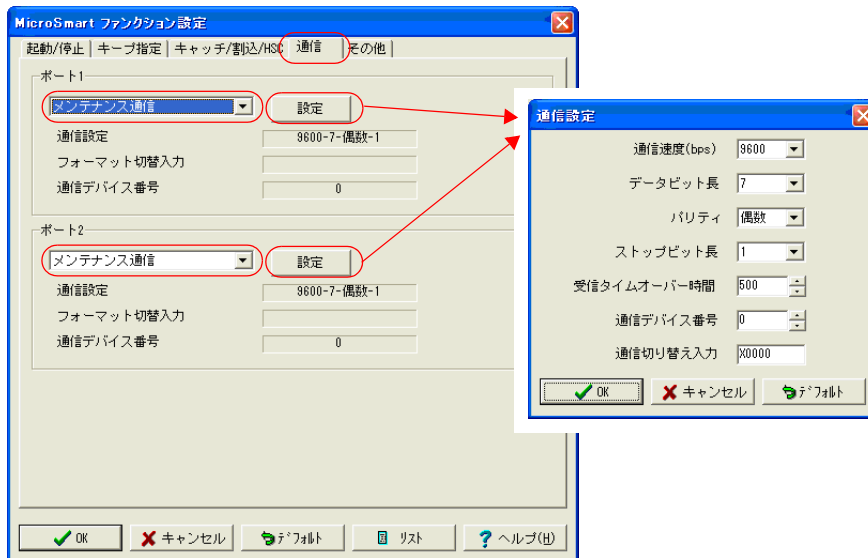 MicroSmart ファンクション設定
起動/停止 キープ指定 キャッチ/割込/HSC 通信 その他
ポート1
メンテナンス通信 設定
通信設定 9600-7-偶数-1
フォーマット切替入力
通信デバイス番号 0
ポート2
メンテナンス通信 設定
通信設定 9600-7-偶数-1
フォーマット切替入力
通信デバイス番号 0
OK キャンセル デフォルト リスト ヘルプ(H)
通信設定
通信速度(bps) 9600
データビット長 7
パリティ 偶数
ストップビット長 1
受信タイムオーバー時間 500
通信デバイス番号 0
通信切り替え入力 X0000
OK キャンセル デフォルト